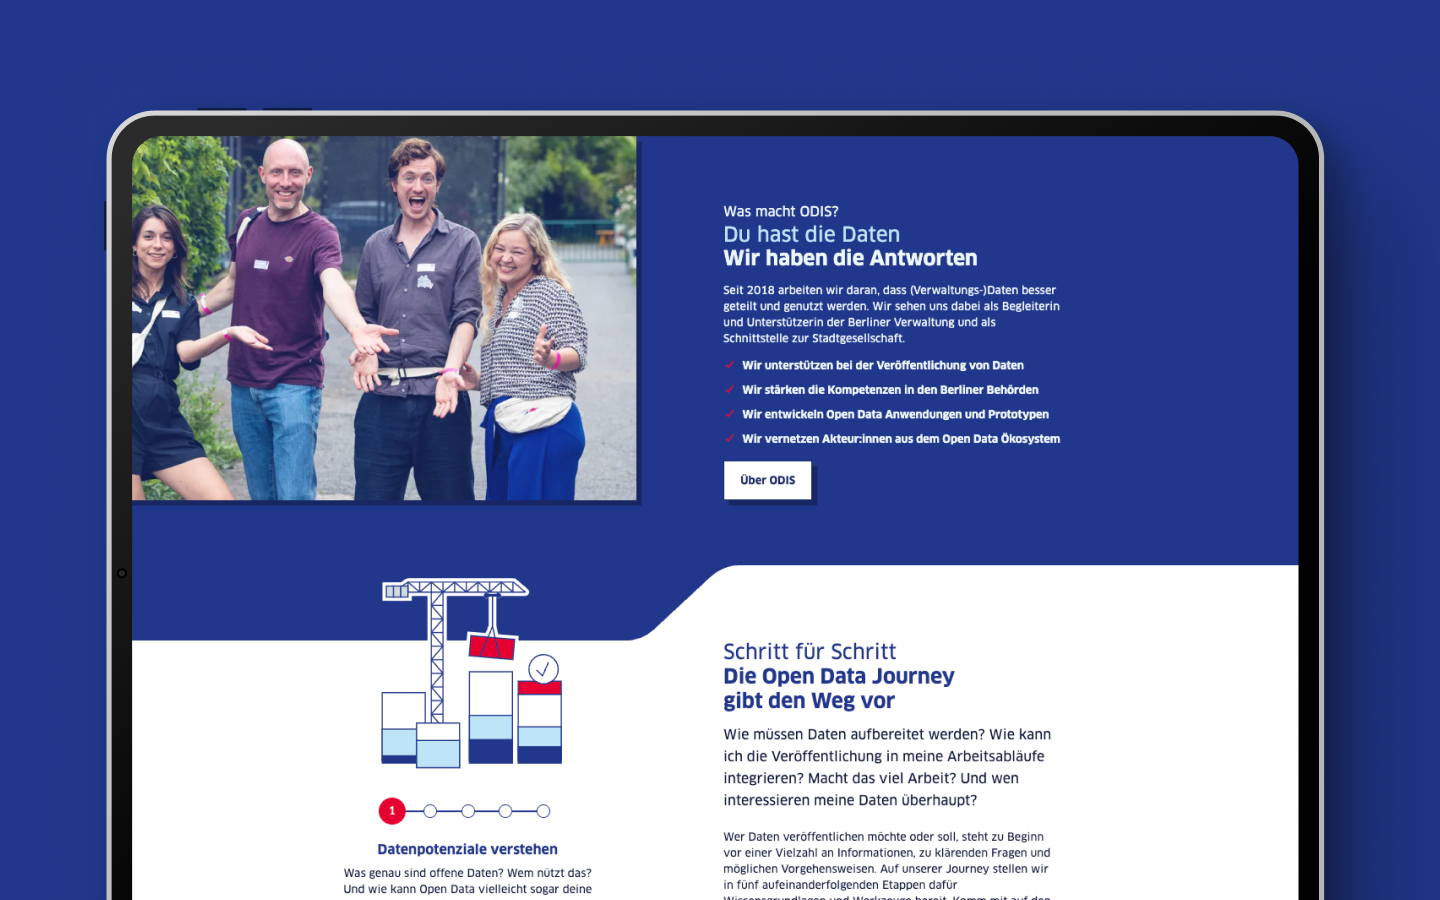 Was macht ODIS?
Du hast die Daten
Wir haben die Antworten
Seit 2018 arbeiten wir daran, dass (Verwaltungs-)Daten besser
geteilt und genutzt werden. Wir sehen uns dabei als Begleiterin
und Unterstützerin der Berliner Verwaltung und als
Schnittstelle zur Stadtgesellschaft.
Wir unterstützen bei der Veröffentlichung von Daten
Wir stärken die Kompetenzen in den Berliner Behörden
Wir entwickeln Open Data Anwendungen und Prototypen
Wir vernetzen Akteur:innen aus dem Open Data Ökosystem
Über ODIS
1
Datenpotenziale verstehen
Was genau sind offene Daten? Wem nützt das?
Und wie kann Open Data vielleicht sogar deine
Schritt für Schritt
Die Open Data Journey
gibt den Weg vor
Wie müssen Daten aufbereitet werden? Wie kann
ich die Veröffentlichung in meine Arbeitsabläufe
integrieren? Macht das viel Arbeit? Und wen
interessieren meine Daten überhaupt?
Wer Daten veröffentlichen möchte oder soll, steht zu Beginn
vor einer Vielzahl an Informationen, zu klärenden Fragen und
möglichen Vorgehensweisen. Auf unserer Journey stellen wir
in fünf aufeinanderfolgenden Etappen dafür
Wissensgrundlagen und Werkzeuge bereit. Komm mit auf den